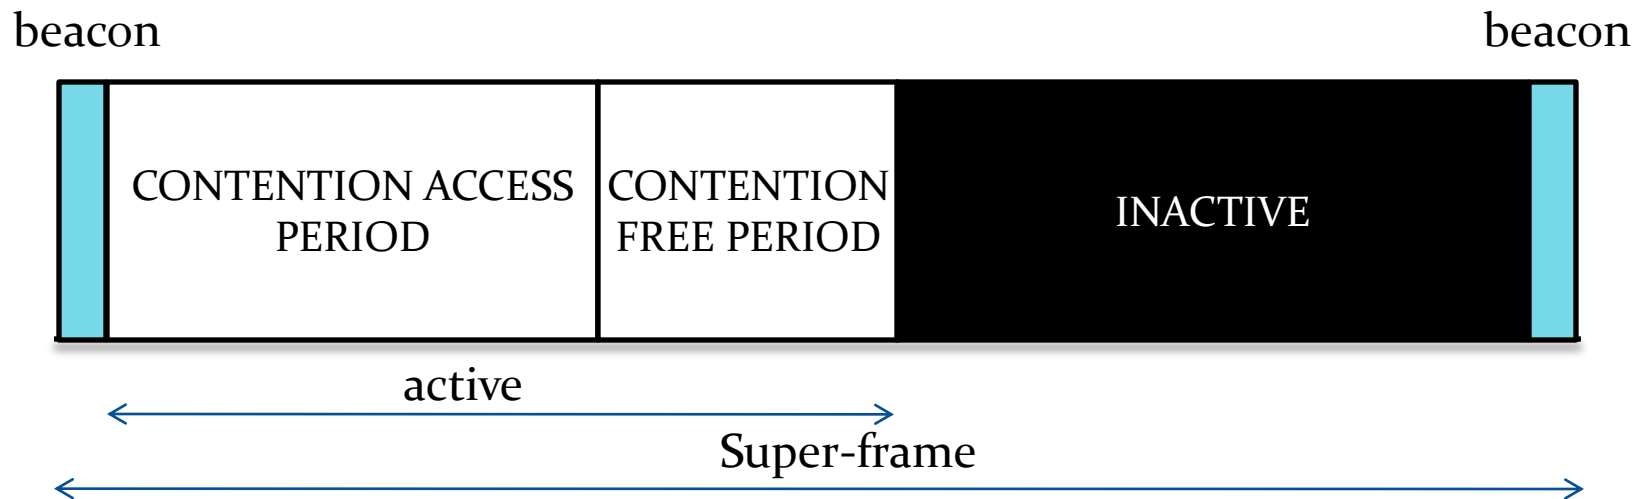 beacon
beacon
CONTENTION ACCESS
PERIOD
CONTENTION
FREE PERIOD
INACTIVE
active
Super-frame